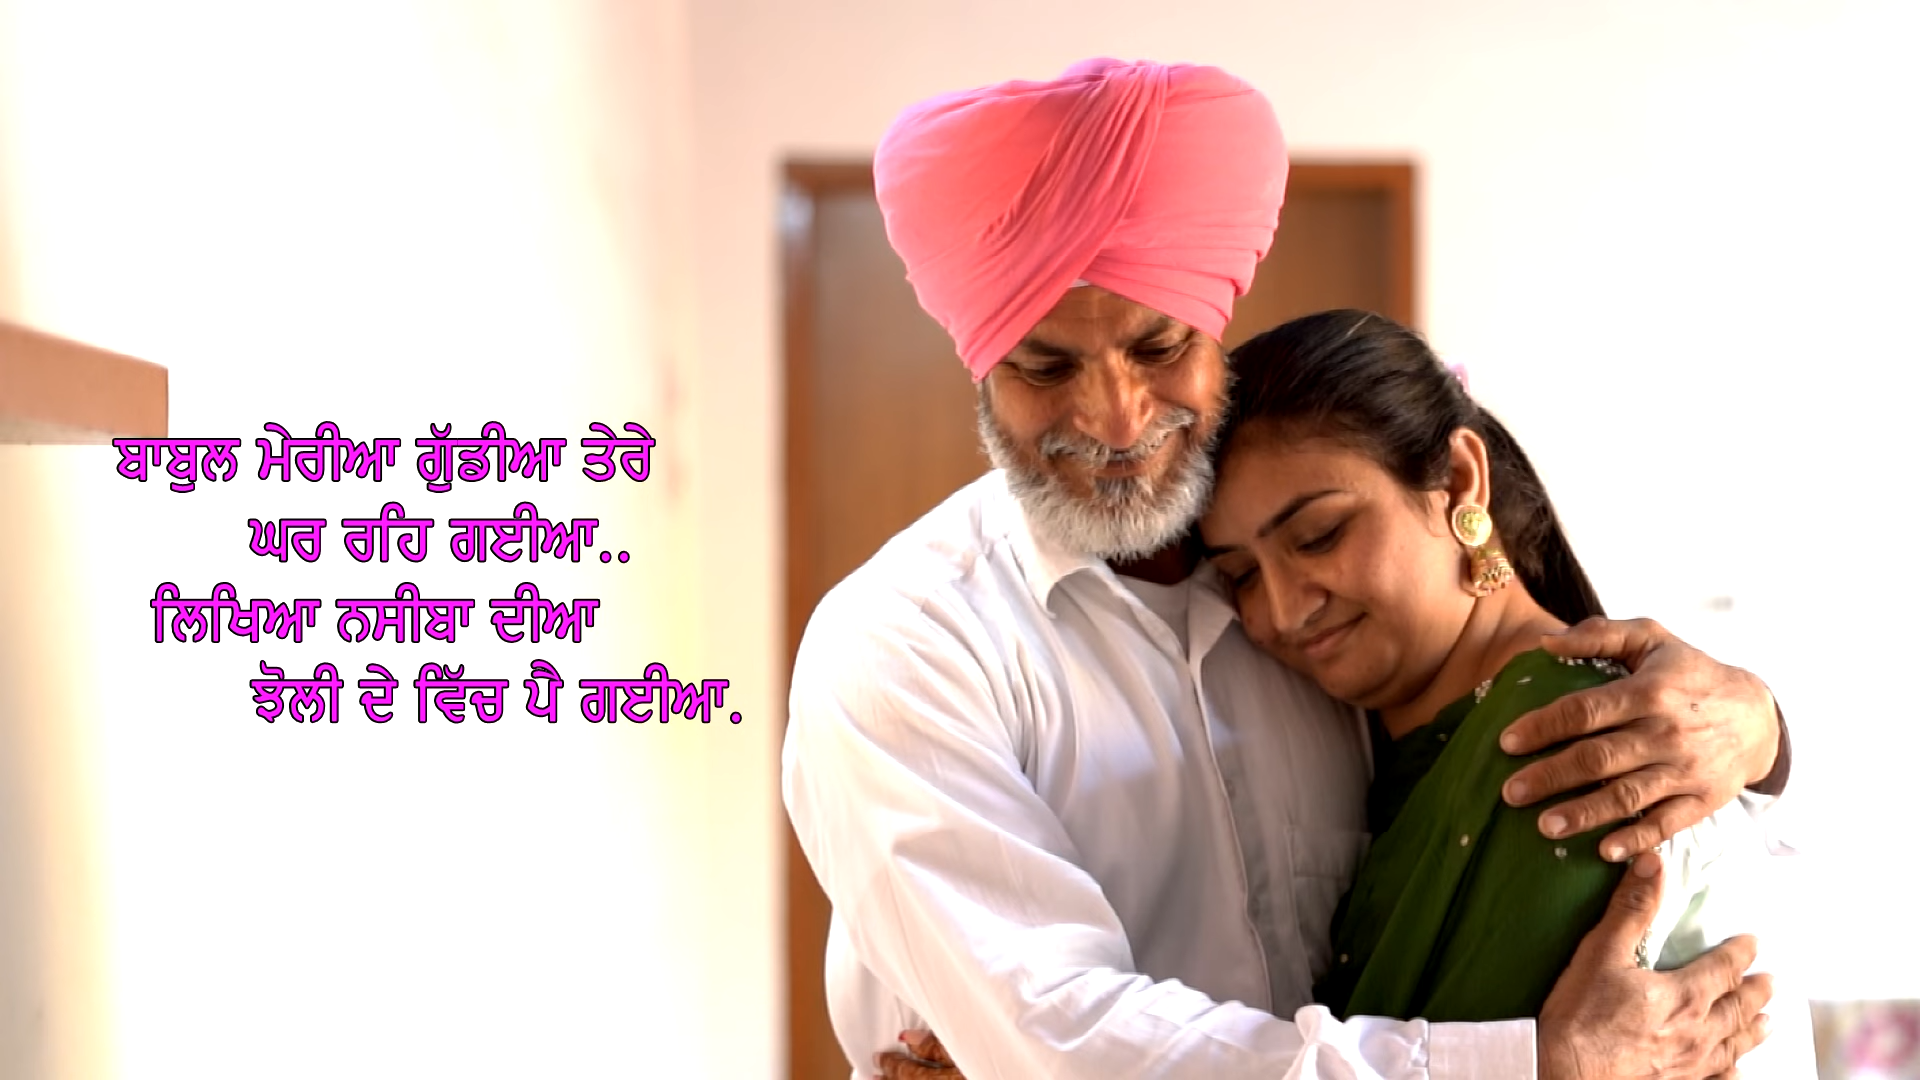 ਬਾਬੁਲ ਮੇਰੀਆ ਗੁੱਡੀਆ ਤੇਰੇ
ਘਰ ਰਹਿ ਗਈਆ..
ਲਿਖਿਆ ਨਸੀਬਾ ਦੀਆ
ਝੋਲੀ ਦੇ ਵਿੱਚ ਪੈ ਗਈਆ.